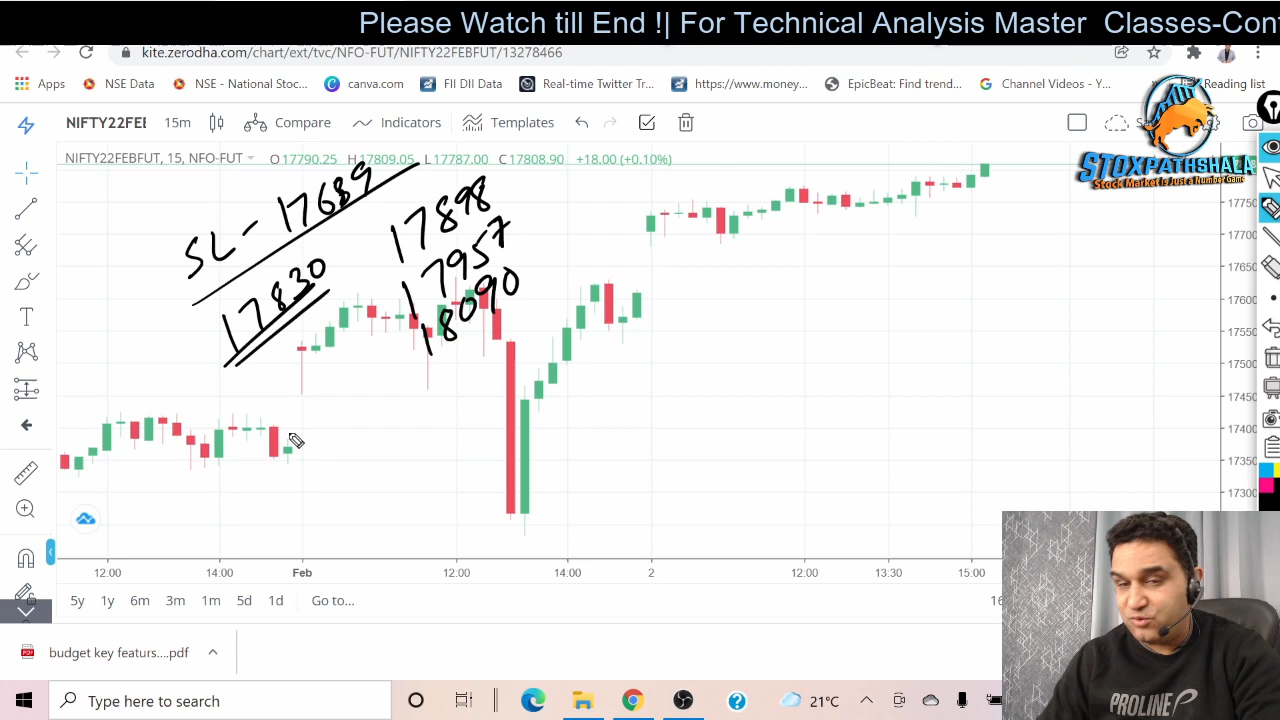 Please Watch till End !| For Technical Analysis Master Classes-Con
kite.zerodha.com/chart/ext/tvc/NFO-FUT/NIFTY22FEBFUT/13278466
Apps NSE Data NSE - National Stoc... canva.com FII DII Data Real-time Twitter Tr... https://www.money... EpicBeat: Find trend... Channel Videos - Y... Reading list
NIFTY22FEI 15m Compare Indicators Templates
NIFTY22FEBFUT, 15, NFO-FUT O17790.25 H17809.05 L17787.00 C17808.90 +18.00 (+0.10%)
STOXPATHSHALA
Stock Market is Just a Number Game
SL - 17689
17830
17898
17957
18090
17750
17700
17650
17600
17550
17500
17450
17400
17350
17300
12:00 14:00 Feb 12:00 14:00 2 12:00 13:30 15:00
5y 1y 6m 3m 1m 5d 1d Go to... 16
budget key featurs....pdf
PROLINE
Type here to search 21°C